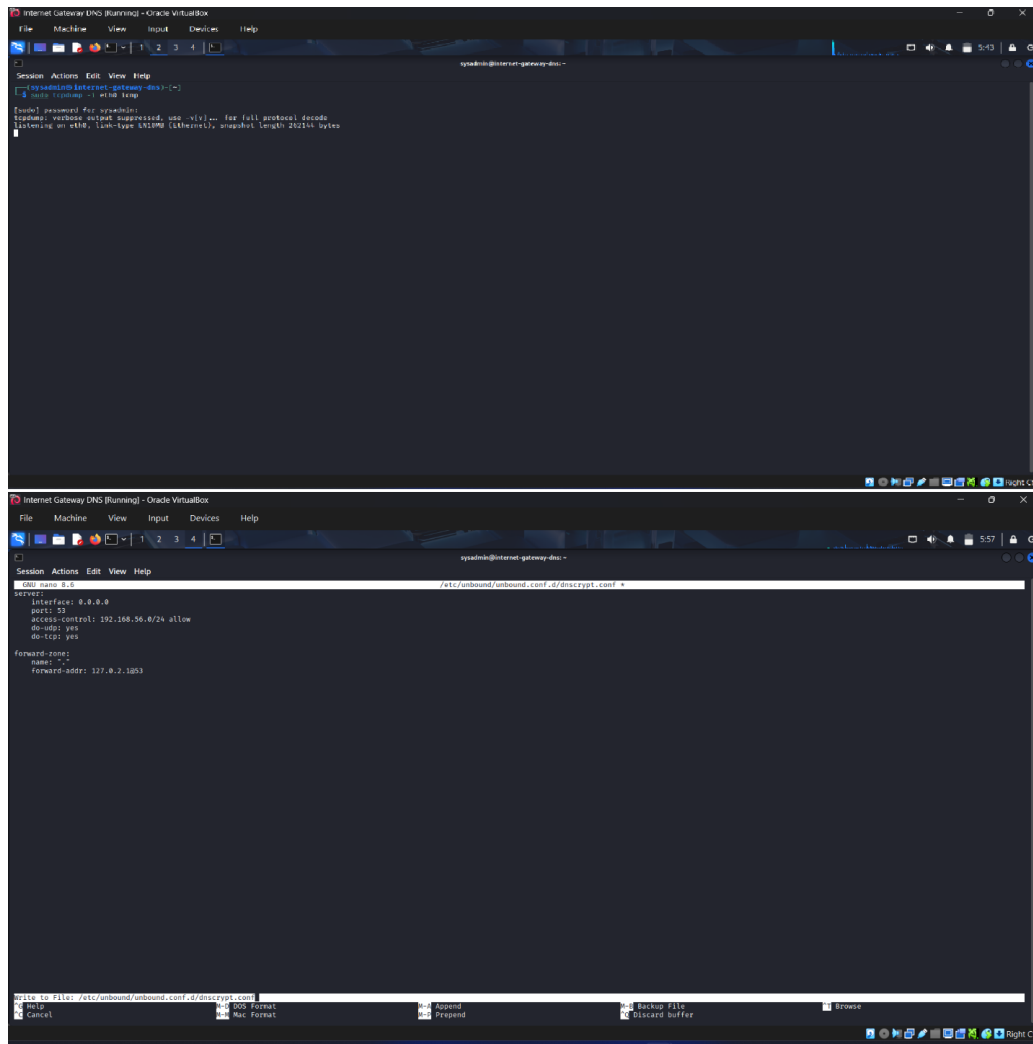 Internet Gateway DNS [Running] - Oracle VirtualBox
File Machine View Input Devices Help
1 2 3 4
5:43
sysadmin@internet-gateway-dns: ~
Session Actions Edit View Help
(sysadmin㉿internet-gateway-dns)-[~]
$ sudo tcpdump -i eth0 icmp
[sudo] password for sysadmin:
tcpdump: verbose output suppressed, use -v[v]... for full protocol decode
listening on eth0, link-type EN10MB (Ethernet), snapshot length 262144 bytes
Right C
Internet Gateway DNS [Running] - Oracle VirtualBox
File Machine View Input Devices Help
1 2 3 4
5:57
sysadmin@internet-gateway-dns: ~
Session Actions Edit View Help
GNU nano 8.6 /etc/unbound/unbound.conf.d/dnscrypt.conf *
server:
interface: 0.0.0.0
port: 53
access-control: 192.168.56.0/24 allow
do-udp: yes
do-tcp: yes
forward-zone:
name: "."
forward-addr: 127.0.2.1@53
Write to File: /etc/unbound/unbound.conf.d/dnscrypt.conf
^G Help M-D DOS Format M-A Append M-B Backup File ^T Browse
^C Cancel M-M Mac Format M-P Prepend ^Q Discard buffer
Right C